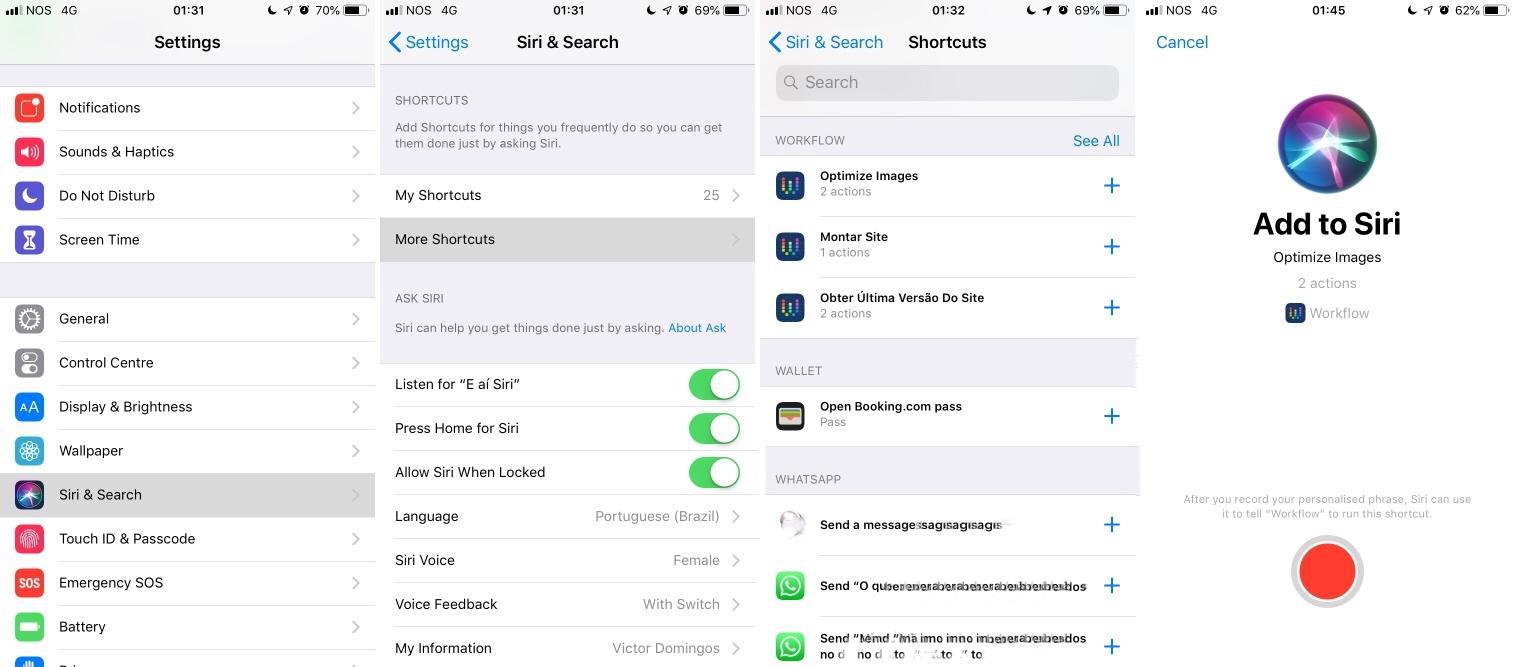 NOS 4G 01:31 70%
Settings
Notifications
Sounds & Haptics
Do Not Disturb
Screen Time
General
Control Centre
AA Display & Brightness
Wallpaper
Siri & Search
Touch ID & Passcode
SOS Emergency SOS
Battery
NOS 4G 01:31 69%
Settings Siri & Search
SHORTCUTS
Add Shortcuts for things you frequently do so you can get
them done just by asking Siri.
My Shortcuts 25
More Shortcuts
ASK SIRI
Siri can help you get things done just by asking. About Ask
Listen for “E aí Siri”
Press Home for Siri
Allow Siri When Locked
Language Portuguese (Brazil)
Siri Voice Female
Voice Feedback With Switch
My Information Victor Domingos
NOS 4G 01:32 69%
Siri & Search Shortcuts
Search
WORKFLOW See All
Optimize Images
2 actions
Montar Site
1 actions
Obter Última Versão Do Site
2 actions
WALLET
Open Booking.com pass
Pass
WHATSAPP
Send a message
Send “O que
Send
NOS 4G 01:45 62%
Cancel
Add to Siri
Optimize Images
2 actions
Workflow
After you record your personalised phrase, Siri can use
it to tell “Workflow” to run this shortcut.